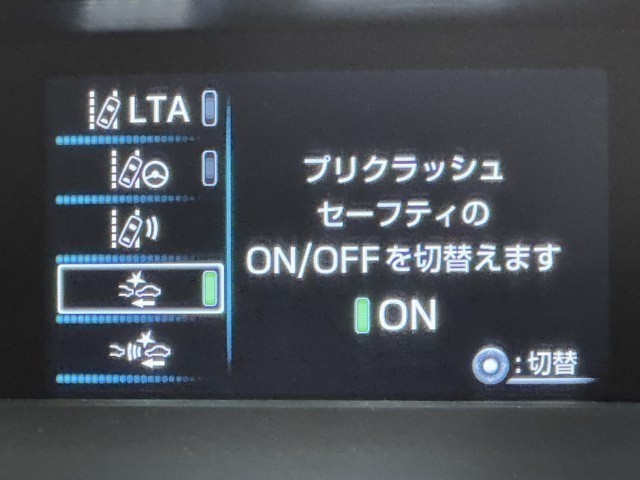 LTA
プリクラッシュ
セーフティの
ON/OFFを切替えます
ON
:切替